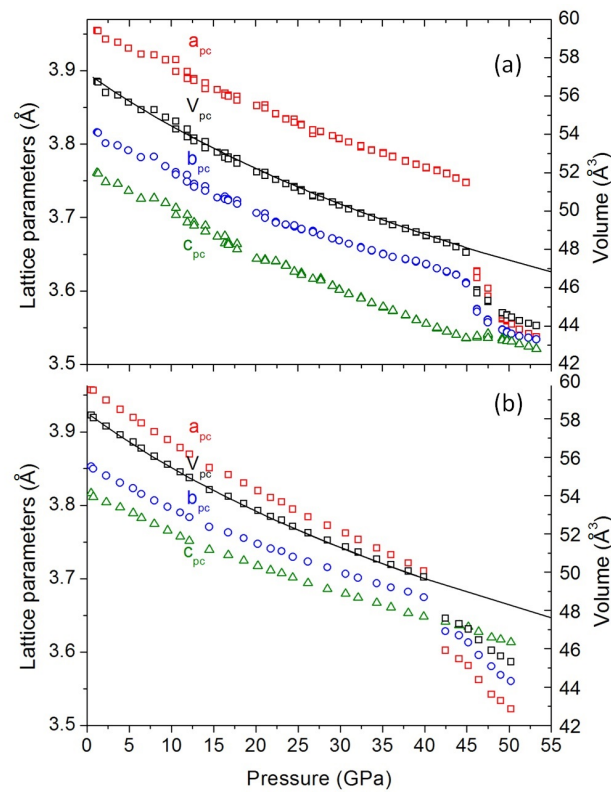 60
(a)
a pc
58
3.9
56
V pc
3.8
54
b pc
52
3.7
50
c pc
48
3.6
46
44
3.5
42
Lattice parameters (Å)
Volume (Å³)
60
(b)
a pc
58
3.9
V pc
56
3.8
b pc
54
c pc
52
3.7
50
48
3.6
46
44
3.5
42
Lattice parameters (Å)
Volume (Å³)
0 5 10 15 20 25 30 35 40 45 50 55
Pressure (GPa)